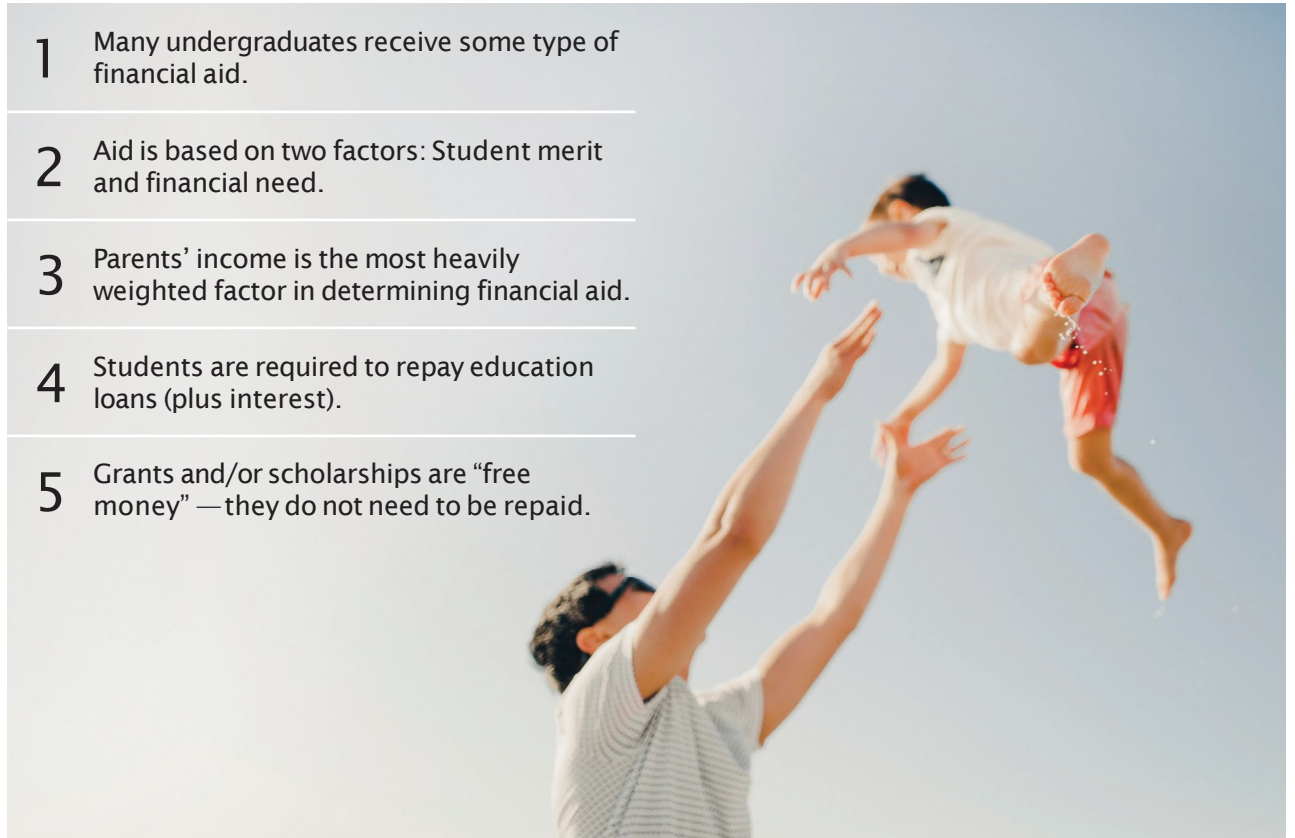 1 Many undergraduates receive some type of
financial aid.
2 Aid is based on two factors: Student merit
and financial need.
3 Parents’ income is the most heavily
weighted factor in determining financial aid.
4 Students are required to repay education
loans (plus interest).
5 Grants and/or scholarships are “free
money” — they do not need to be repaid.